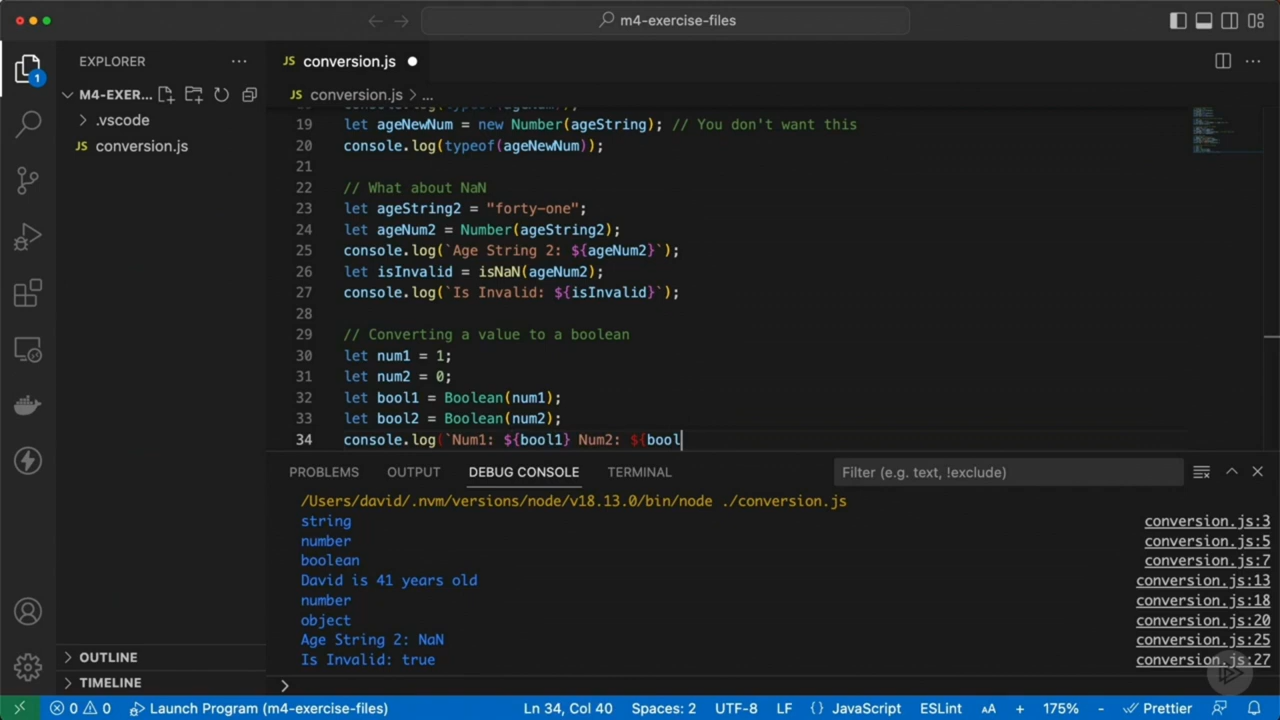 m4-exercise-files
EXPLORER
JS conversion.js
M4-EXER...
JS conversion.js > ...
.vscode
JS conversion.js
19 let ageNewNum = new Number(ageString); // You don't want this
20 console.log(typeof(ageNewNum));
21
22 // What about NaN
23 let ageString2 = "forty-one";
24 let ageNum2 = Number(ageString2);
25 console.log(`Age String 2: ${ageNum2}`);
26 let isInvalid = isNaN(ageNum2);
27 console.log(`Is Invalid: ${isInvalid}`);
28
29 // Converting a value to a boolean
30 let num1 = 1;
31 let num2 = 0;
32 let bool1 = Boolean(num1);
33 let bool2 = Boolean(num2);
34 console.log(`Num1: ${bool1} Num2: ${bool
1
PROBLEMS OUTPUT DEBUG CONSOLE TERMINAL Filter (e.g. text, !exclude)
/Users/david/.nvm/versions/node/v18.13.0/bin/node ./conversion.js
string conversion.js:3
number conversion.js:5
boolean conversion.js:7
David is 41 years old conversion.js:13
number conversion.js:18
object conversion.js:20
Age String 2: NaN conversion.js:25
Is Invalid: true conversion.js:27
OUTLINE
TIMELINE
0 0 Launch Program (m4-exercise-files) Ln 34, Col 40 Spaces: 2 UTF-8 LF {} JavaScript ESLint AA + 175% - Prettier